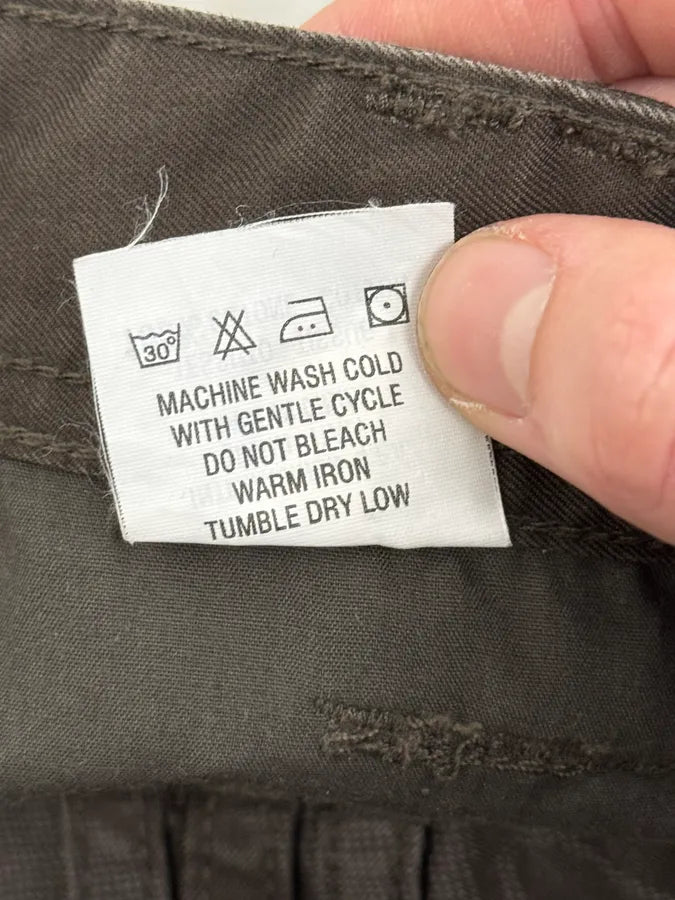 30°
MACHINE WASH COLD
WITH GENTLE CYCLE
DO NOT BLEACH
WARM IRON
TUMBLE DRY LOW